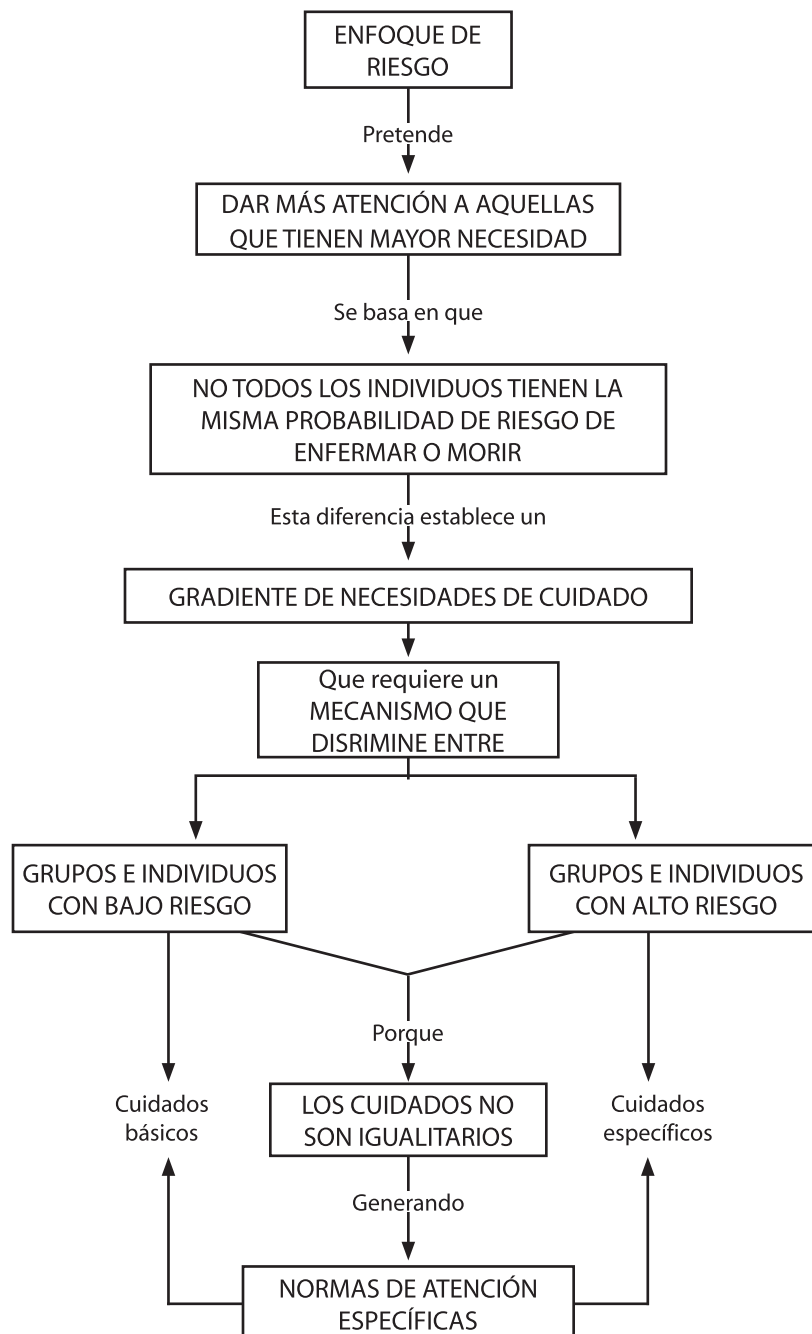 ENFOQUE DE
RIESGO
Pretende
DAR MÁS ATENCIÓN A AQUELLAS
QUE TIENEN MAYOR NECESIDAD
Se basa en que
NO TODOS LOS INDIVIDUOS TIENEN LA
MISMA PROBABILIDAD DE RIESGO DE
ENFERMAR O MORIR
Esta diferencia establece un
GRADIENTE DE NECESIDADES DE CUIDADO
Que requiere un
MECANISMO QUE
DISRIMINE ENTRE
GRUPOS E INDIVIDUOS
CON BAJO RIESGO
GRUPOS E INDIVIDUOS
CON ALTO RIESGO
Porque
Cuidados
básicos
LOS CUIDADOS NO
SON IGUALITARIOS
Cuidados
específicos
Generando
NORMAS DE ATENCIÓN
ESPECÍFICAS